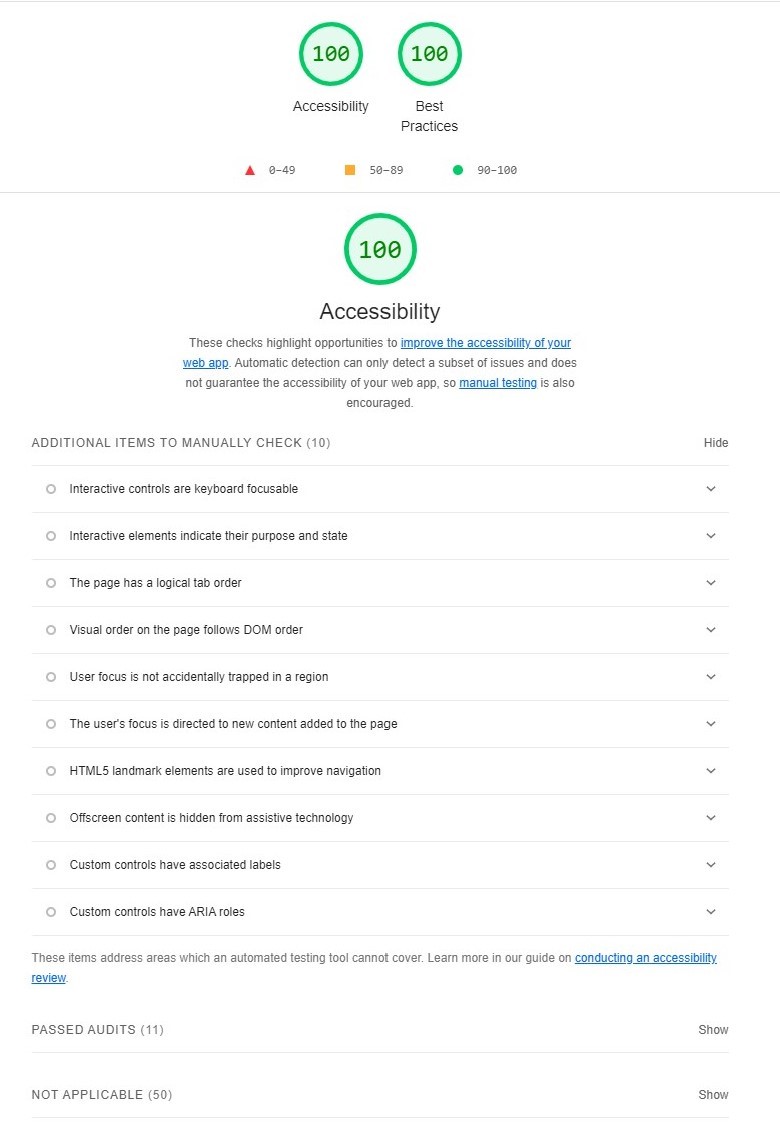 100
100
Accessibility
Best
Practices
0–49
50–89
90–100
100
Accessibility
These checks highlight opportunities to improve the accessibility of your
web app. Automatic detection can only detect a subset of issues and does
not guarantee the accessibility of your web app, so manual testing is also
encouraged.
ADDITIONAL ITEMS TO MANUALLY CHECK (10)
Hide
Interactive controls are keyboard focusable
Interactive elements indicate their purpose and state
The page has a logical tab order
Visual order on the page follows DOM order
User focus is not accidentally trapped in a region
The user's focus is directed to new content added to the page
HTML5 landmark elements are used to improve navigation
Offscreen content is hidden from assistive technology
Custom controls have associated labels
Custom controls have ARIA roles
These items address areas which an automated testing tool cannot cover. Learn more in our guide on conducting an accessibility
review.
PASSED AUDITS (11)
Show
NOT APPLICABLE (50)
Show